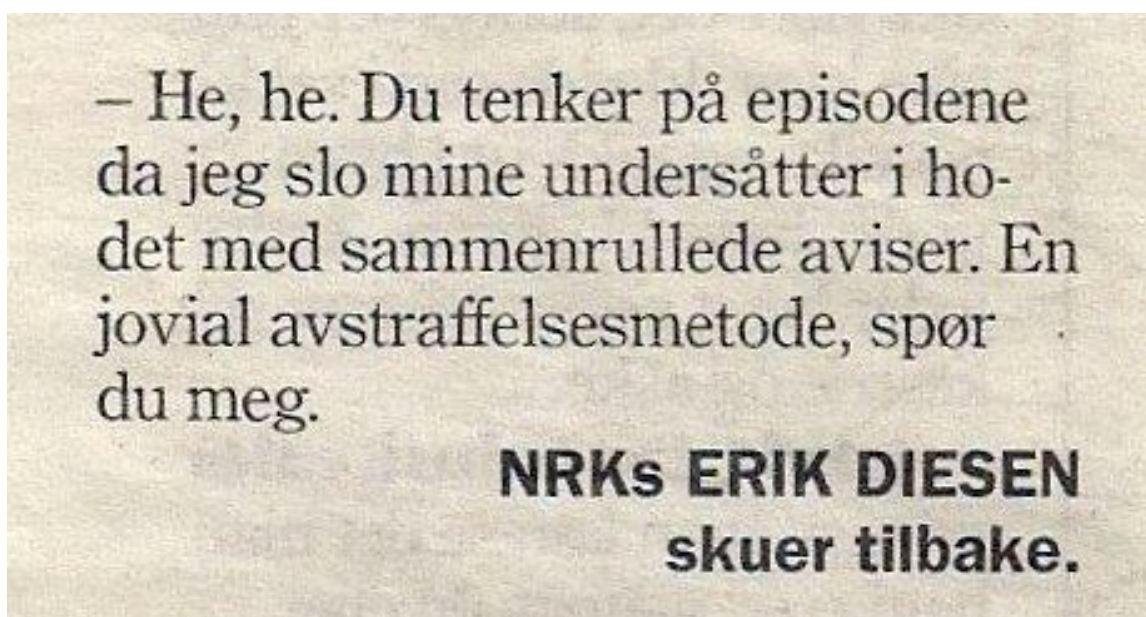 – He, he. Du tenker på episodene
da jeg slo mine undersåtter i ho-
det med sammenrullede aviser. En
jovial avstraffelsesmetode, spør
du meg.
NRKs ERIK DIESEN
skuer tilbake.